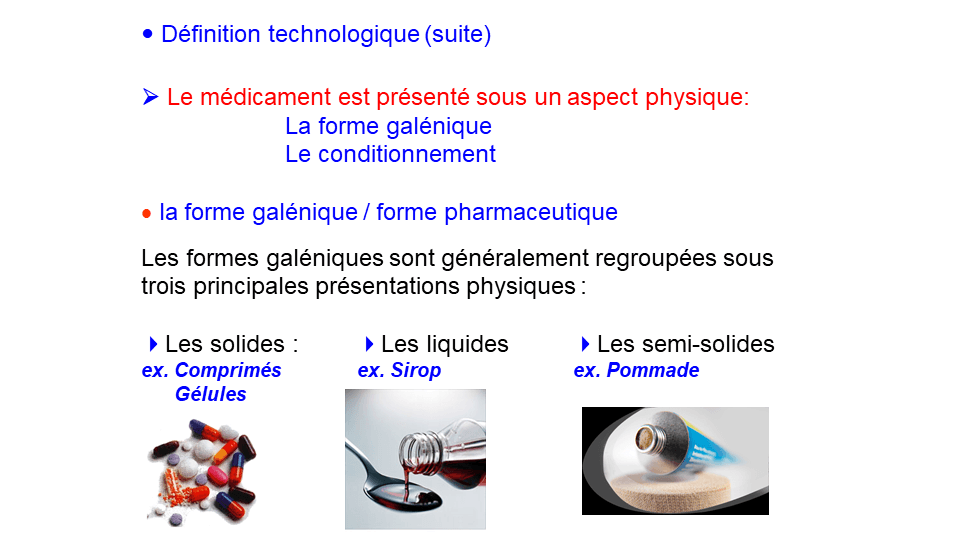 • Définition technologique (suite)
➢ Le médicament est présenté sous un aspect physique:
La forme galénique
Le conditionnement
• la forme galénique / forme pharmaceutique
Les formes galéniques sont généralement regroupées sous
trois principales présentations physiques :
Les solides :
ex. Comprimés
Gélules
Les liquides
ex. Sirop
Les semi-solides
ex. Pommade